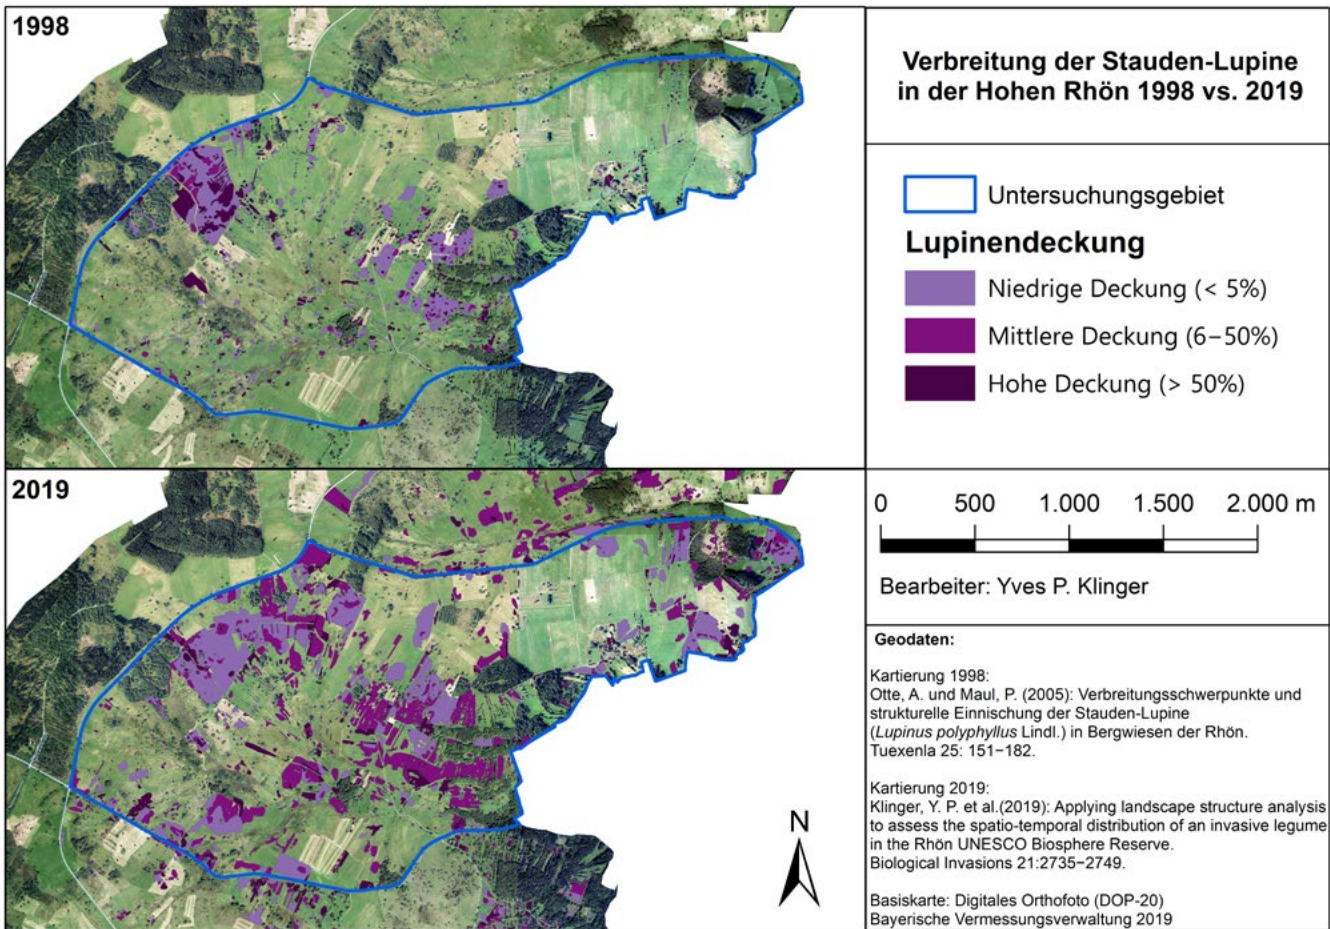 1998
Verbreitung der Stauden-Lupine
in der Hohen Rhön 1998 vs. 2019
Untersuchungsgebiet
Lupinendeckung
Niedrige Deckung (< 5%)
Mittlere Deckung (6–50%)
Hohe Deckung (> 50%)
2019
0 500 1.000 1.500 2.000 m
Bearbeiter: Yves P. Klinger
N
Geodaten:
Kartierung 1998:
Otte, A. und Maul, P. (2005): Verbreitungsschwerpunkte und
strukturelle Einnischung der Stauden-Lupine
(Lupinus polyphyllus Lindl.) in Bergwiesen der Rhön.
Tuexenla 25: 151–182.
Kartierung 2019:
Klinger, Y. P. et al.(2019): Applying landscape structure analysis
to assess the spatio-temporal distribution of an invasive legume
in the Rhön UNESCO Biosphere Reserve.
Biological Invasions 21:2735–2749.
Basiskarte: Digitales Orthofoto (DOP-20)
Bayerische Vermessungsverwaltung 2019